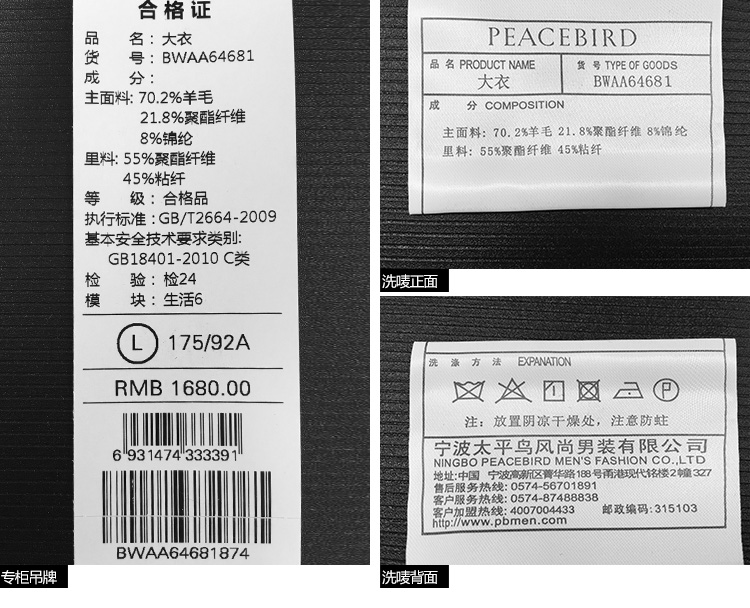 合格证
品 名：大衣
货 号：BWAA64681
成 分：
主面料: 70.2%羊毛
21.8%聚酯纤维
8%锦纶
里料: 55%聚酯纤维
45%粘纤
等 级：合格品
执行标准：GB/T2664-2009
基本安全技术要求类别:
GB18401-2010 C类
检 验：检24
模 块：生活6
L 175/92A
RMB 1680.00
6 931474 333391
BWAA64681874
专柜吊牌
PEACEBIRD
品 名 PRODUCT NAME
大衣
货 号 TYPE OF GOODS
BWAA64681
成 分 COMPOSITION
主面料: 70.2%羊毛 21.8%聚酯纤维 8%锦纶
里料: 55%聚酯纤维 45%粘纤
洗唛正面
洗 涤 方 法 EXPANATION
P
注: 放置阴凉干燥处, 注意防蛀
宁波太平鸟风尚男装有限公司
NINGBO PEACEBIRD MEN'S FASHION CO.,LTD
地址:中国 宁波高新区菁华路188号甬港现代铭楼2幢327
售后服务热线: 0574-56701891
客户服务热线: 0574-87488838
客户加盟热线: 4007004433 邮政编码: 315103
http://www.pbmen.com
洗唛背面